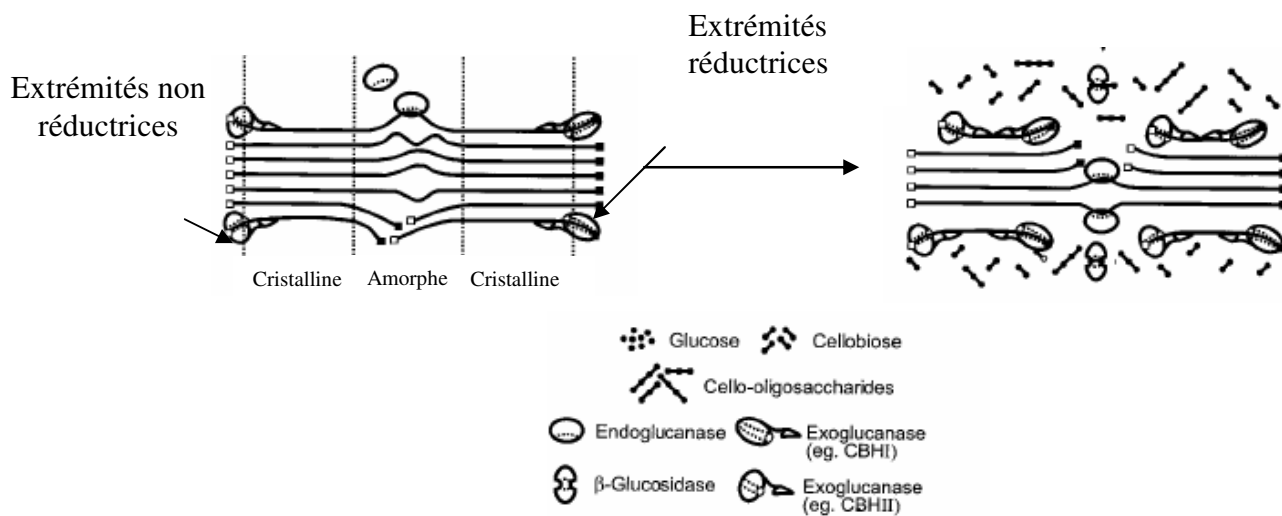 Extrémités non
réductrices
Extrémités
réductrices
Cristalline
Amorphe
Cristalline
Glucose
Cellobiose
Cello-oligosaccharides
Endoglucanase
Exoglucanase
(eg. CBHI)
β-Glucosidase
Exoglucanase
(eg. CBHII)